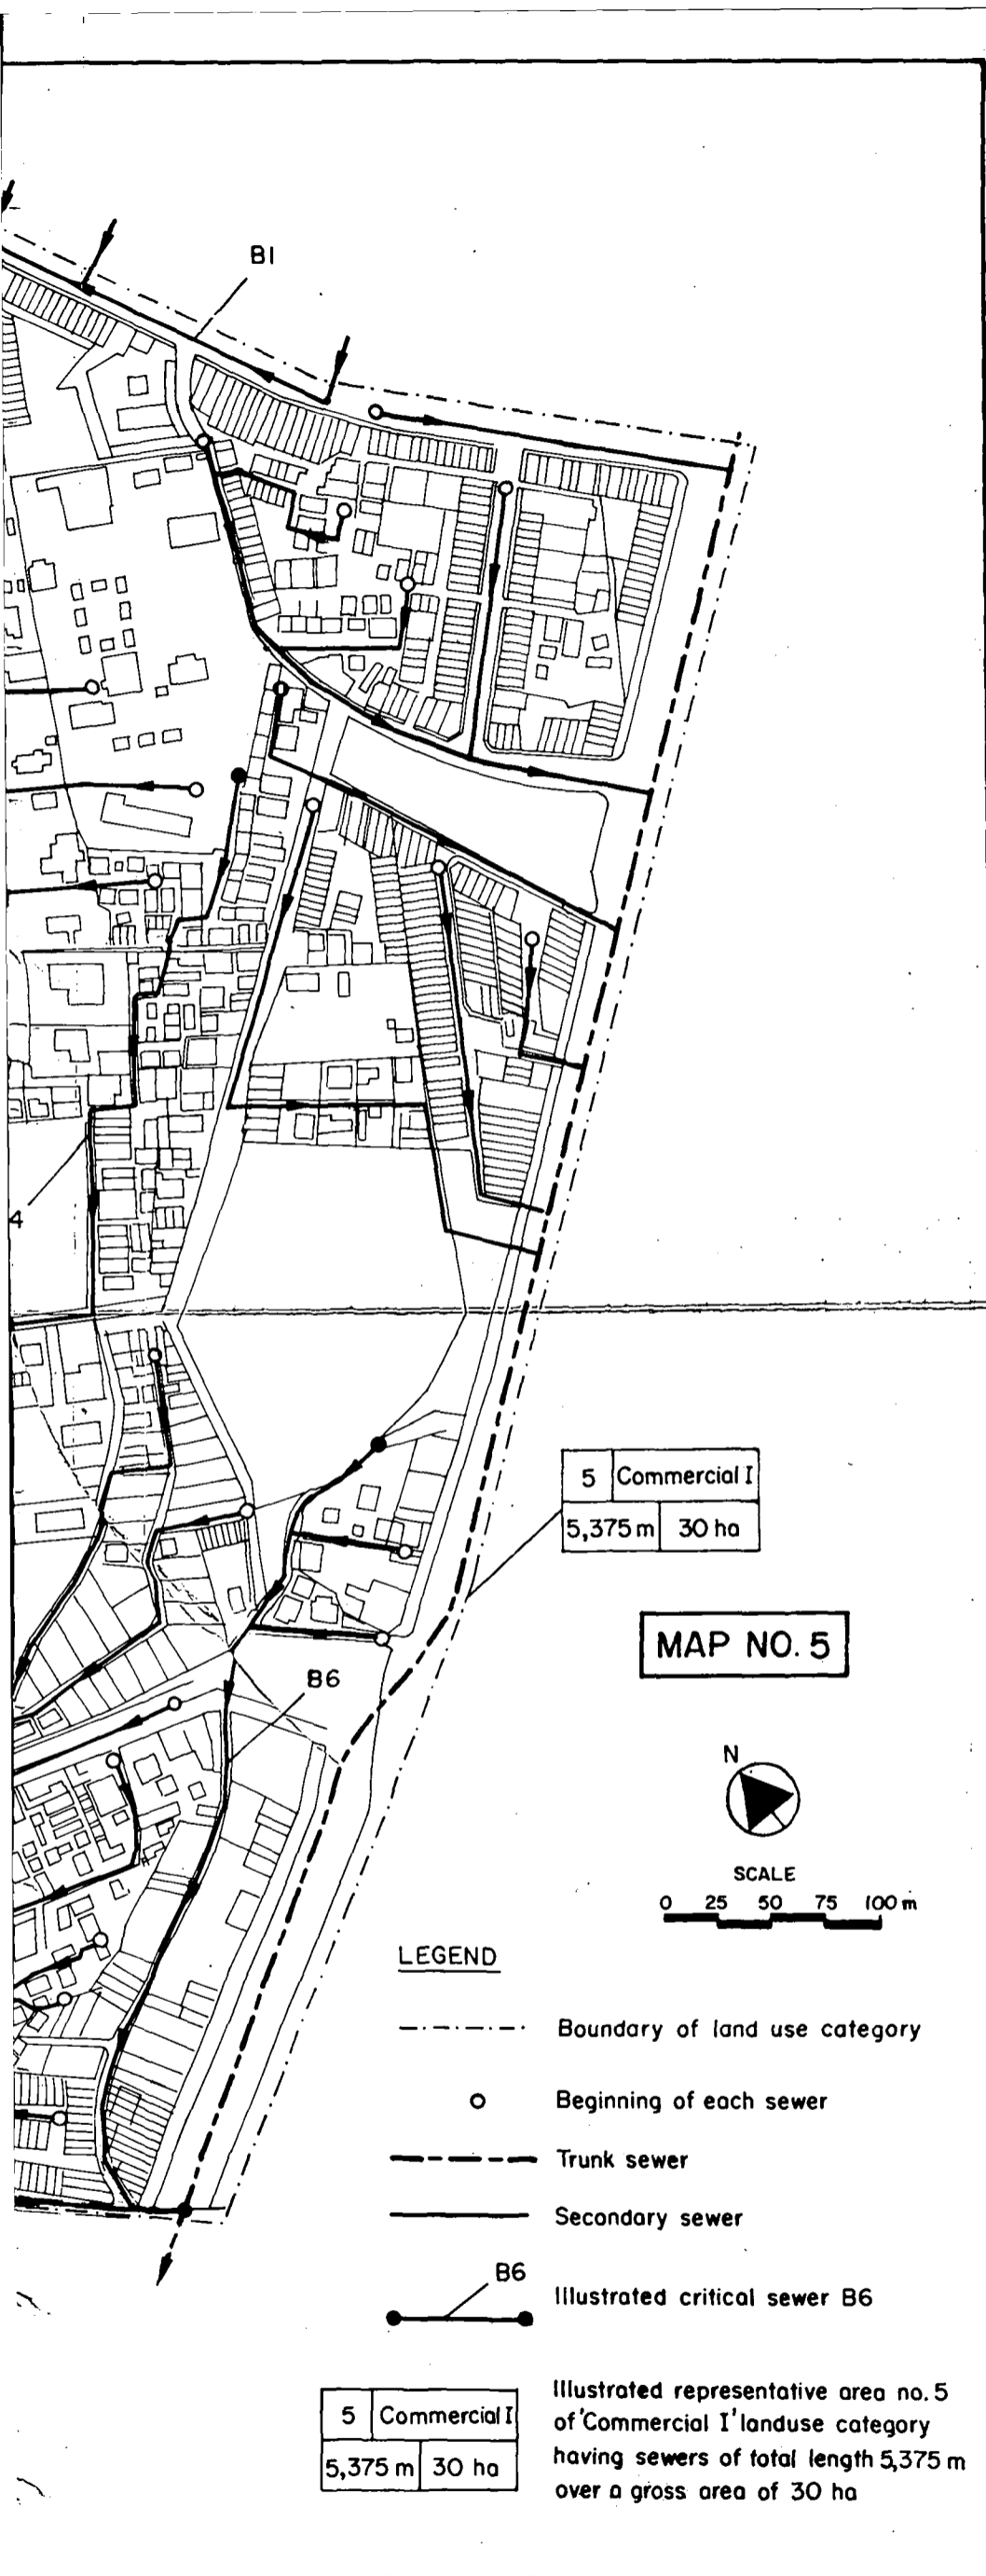 B1
4
5 Commercial I
5,375 m 30 ha
MAP NO. 5
B6
N
SCALE
0 25 50 75 100 m
LEGEND
Boundary of land use category
Beginning of each sewer
Trunk sewer
Secondary sewer
B6
Illustrated critical sewer B6
5 Commercial I
5,375 m 30 ha
Illustrated representative area no. 5
of 'Commercial I' landuse category
having sewers of total length 5,375 m
over a gross area of 30 ha